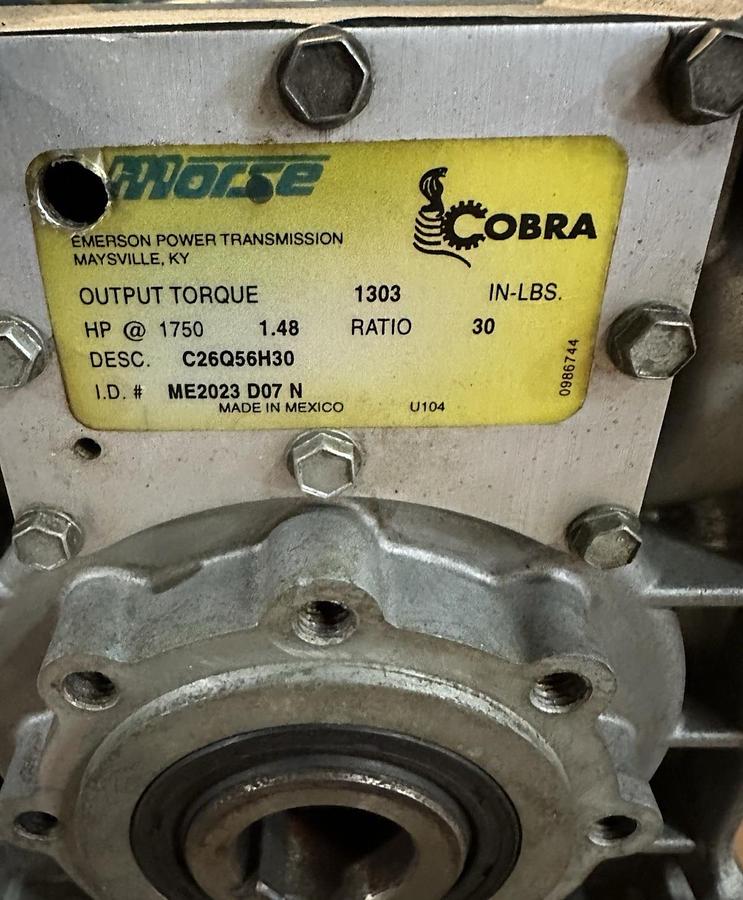 Morse
COBRA
EMERSON POWER TRANSMISSION
MAYSVILLE, KY
OUTPUT TORQUE 1303 IN-LBS.
HP @ 1750 1.48 RATIO 30
DESC. C26Q56H30
I.D. # ME2023 D07 N
MADE IN MEXICO U104
0986744